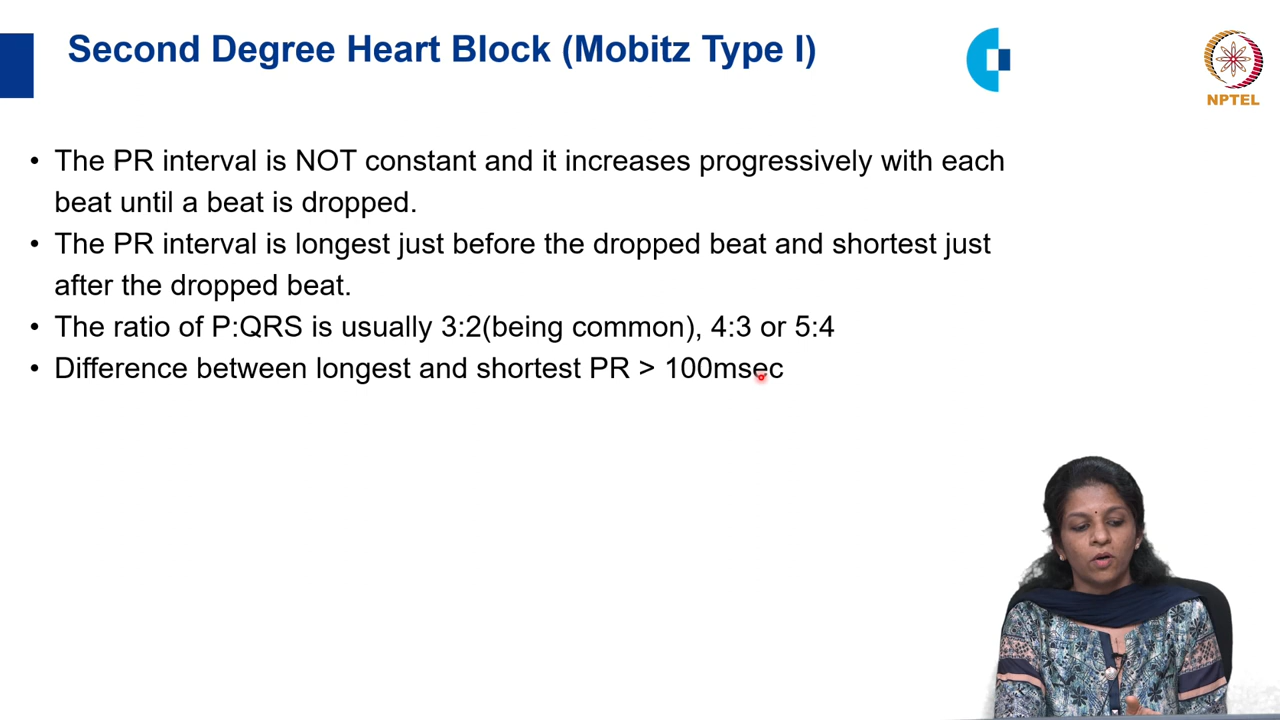 Second Degree Heart Block (Mobitz Type I)
NPTEL
• The PR interval is NOT constant and it increases progressively with each
beat until a beat is dropped.
• The PR interval is longest just before the dropped beat and shortest just
after the dropped beat.
• The ratio of P:QRS is usually 3:2(being common), 4:3 or 5:4
• Difference between longest and shortest PR > 100msec